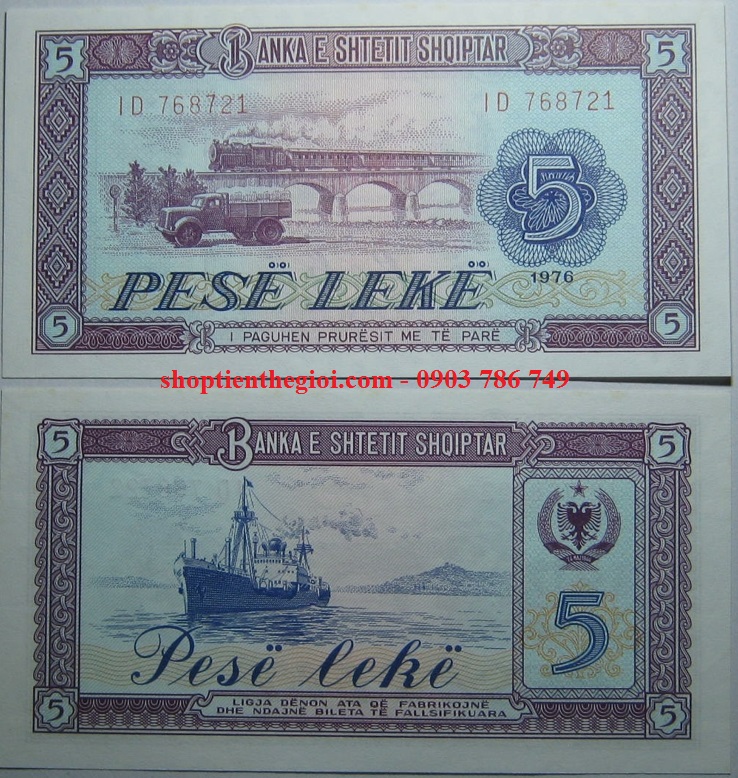 5 BANKA E SHTETIT SHQIPTAR 5
ID 768721 ID 768721
5
PESË LEKË 1976
5 I PAGUHEN PRURËSIT ME TË PARË 5
shoptienthegioi.com - 0903 786 749
5 BANKA E SHTETIT SHQIPTAR 5
5
Pesë lekë
5 LIGJA DËNON ATA QË FABRIKOJNË 5
DHE NDAJNË BILETA TË FALLSIFIKUARA